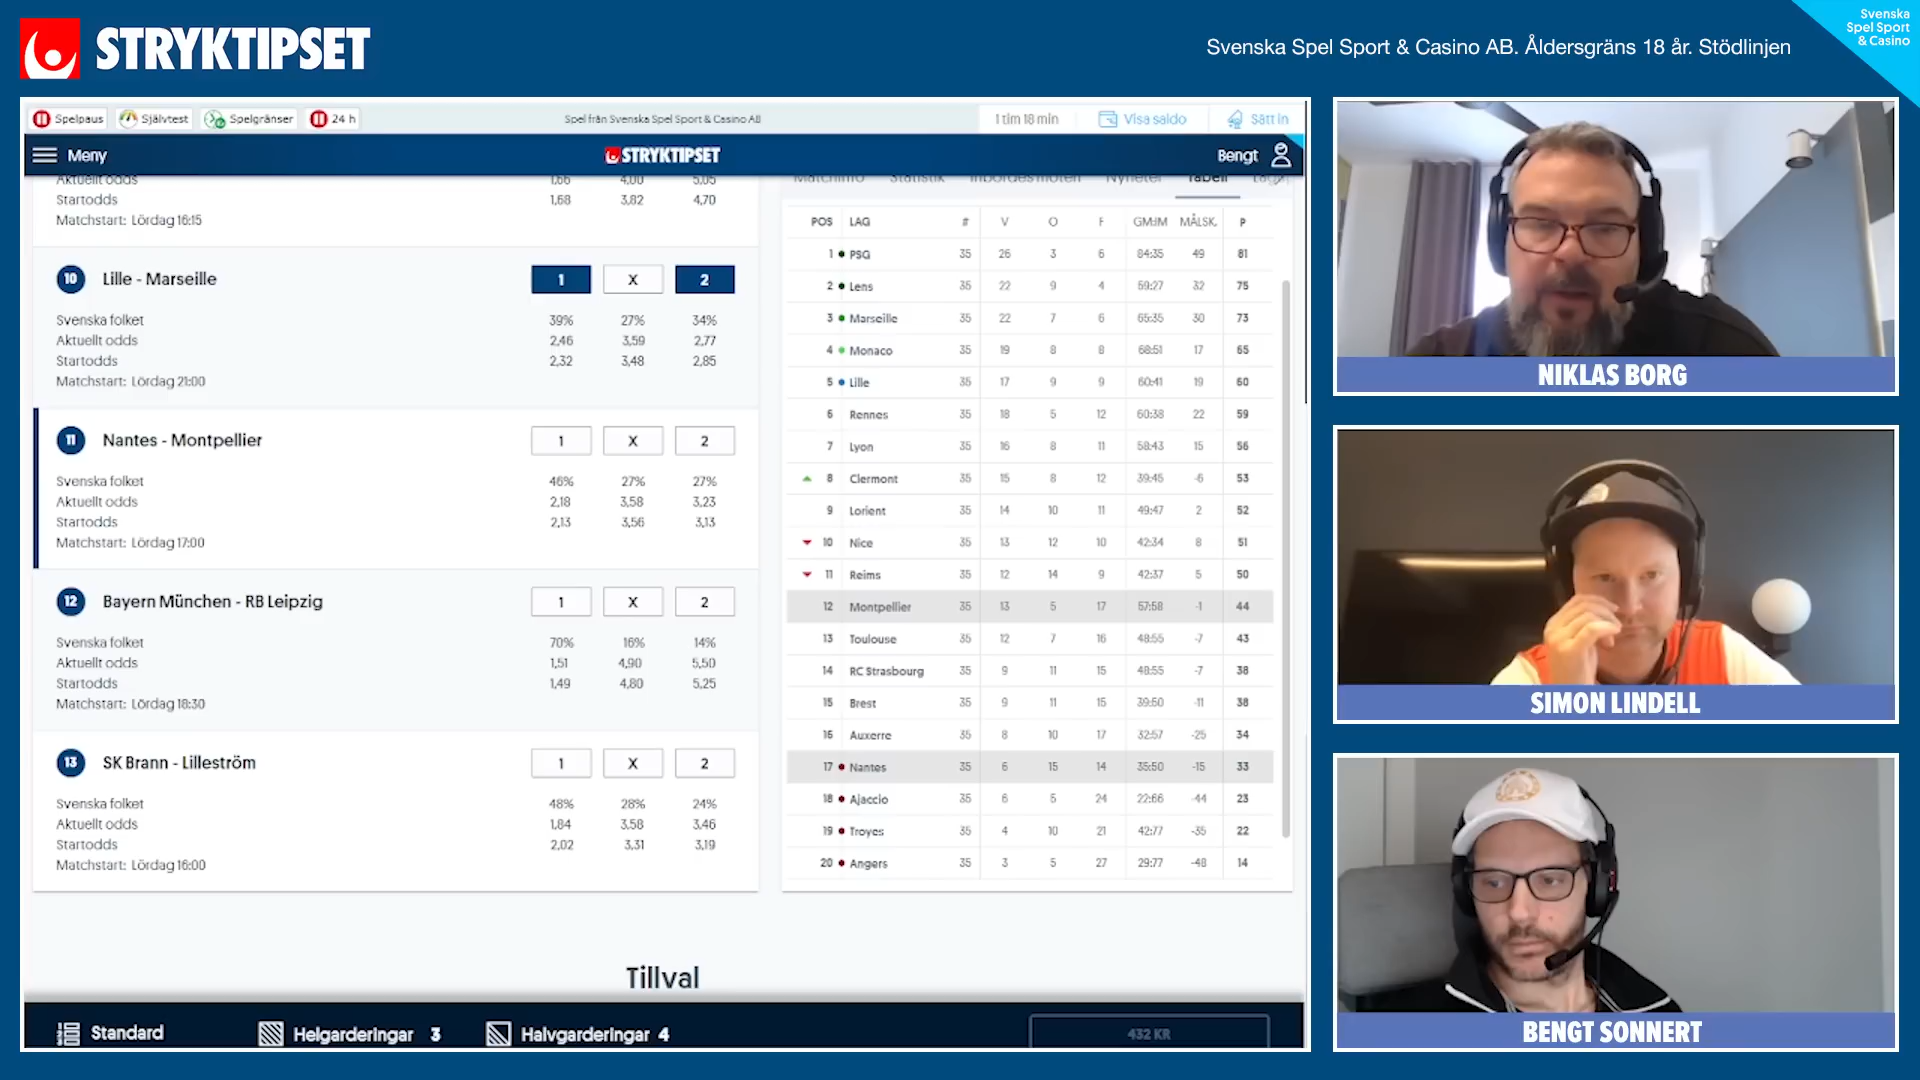 STRYKTIPSET
Svenska Spel Sport & Casino AB. Åldersgräns 18 år. Stödlinjen
Svenska
Spel Sport
& Casino
Spelpaus Självtest Spelgränser 24 h
Spel från Svenska Spel Sport & Casino AB
1 tim 18 min Visa saldo Sätt in
Meny
STRYKTIPSET
Bengt
Aktuellt odds 1,66 4,00 5,05
Startodds 1,68 3,82 4,70
Matchstart: Lördag 16:15
10 Lille - Marseille 1 X 2
Svenska folket 39% 27% 34%
Aktuellt odds 2,46 3,59 2,77
Startodds 2,32 3,48 2,85
Matchstart: Lördag 21:00
11 Nantes - Montpellier 1 X 2
Svenska folket 46% 27% 27%
Aktuellt odds 2,18 3,58 3,23
Startodds 2,13 3,56 3,13
Matchstart: Lördag 17:00
12 Bayern München - RB Leipzig 1 X 2
Svenska folket 70% 16% 14%
Aktuellt odds 1,51 4,90 5,50
Startodds 1,49 4,80 5,25
Matchstart: Lördag 18:30
13 SK Brann - Lilleström 1 X 2
Svenska folket 48% 28% 24%
Aktuellt odds 1,84 3,58 3,46
Startodds 2,02 3,31 3,19
Matchstart: Lördag 16:00
Matchinfo Statistik Inbördesmöten Nyheter Tabell
POS LAG # V O F GM:IM MÅLSK. P
1 PSG 35 26 3 6 84:35 49 81
2 Lens 35 22 9 4 59:27 32 75
3 Marseille 35 22 7 6 65:35 30 73
4 Monaco 35 19 8 8 68:51 17 65
5 Lille 35 17 9 9 60:41 19 60
6 Rennes 35 18 5 12 60:38 22 59
7 Lyon 35 16 8 11 58:43 15 56
8 Clermont 35 15 8 12 39:45 -6 53
9 Lorient 35 14 10 11 49:47 2 52
10 Nice 35 13 12 10 42:34 8 51
11 Reims 35 12 14 9 42:37 5 50
12 Montpellier 35 13 5 17 57:58 -1 44
13 Toulouse 35 12 7 16 48:55 -7 43
14 RC Strasbourg 35 9 11 15 48:55 -7 38
15 Brest 35 9 11 15 39:50 -11 38
16 Auxerre 35 8 10 17 32:57 -25 34
17 Nantes 35 6 15 14 35:50 -15 33
18 Ajaccio 35 6 5 24 22:66 -44 23
19 Troyes 35 4 10 21 42:77 -35 22
20 Angers 35 3 5 27 29:77 -48 14
Tillval
Standard Helgarderingar 3 Halvgarderingar 4 432 KR
NIKLAS BORG
SIMON LINDELL
BENGT SONNERT